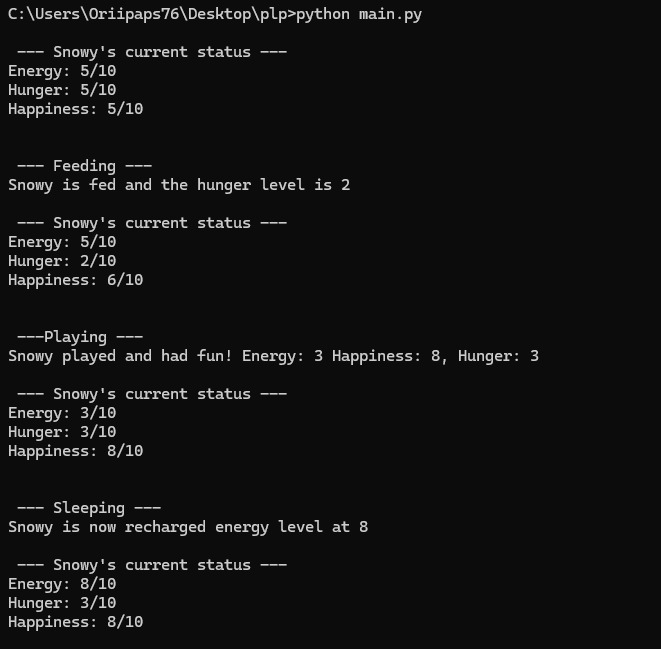 C:\Users\Oriipaps76\Desktop\plp>python main.py
--- Snowy's current status ---
Energy: 5/10
Hunger: 5/10
Happiness: 5/10
--- Feeding ---
Snowy is fed and the hunger level is 2
--- Snowy's current status ---
Energy: 5/10
Hunger: 2/10
Happiness: 6/10
---Playing ---
Snowy played and had fun! Energy: 3 Happiness: 8, Hunger: 3
--- Snowy's current status ---
Energy: 3/10
Hunger: 3/10
Happiness: 8/10
--- Sleeping ---
Snowy is now recharged energy level at 8
--- Snowy's current status ---
Energy: 8/10
Hunger: 3/10
Happiness: 8/10